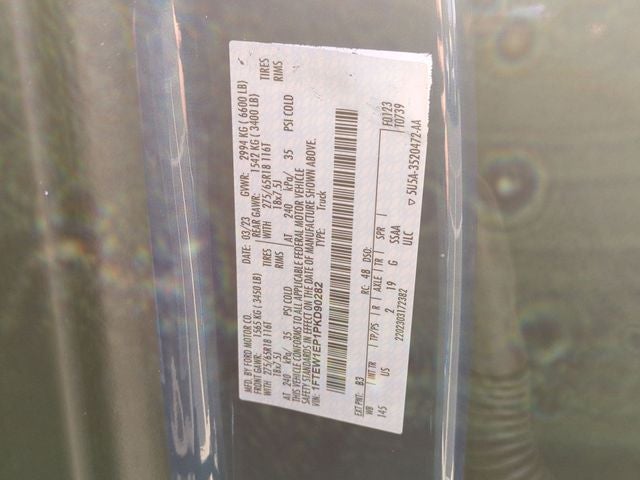 MFD. BY FORD MOTOR CO.
DATE: 03/23 GVWR: 2994 KG ( 6600 LB)
FRONT GAWR: 1565 KG (3450 LB) REAR GAWR: 1542 KG ( 3400 LB)
WITH 275/65R18 116T TIRES WITH 275/65R18 116T TIRES
18x7.5J RIMS 18x7.5J RIMS
AT 240 kPa/ 35 PSI COLD AT 240 kPa/ 35 PSI COLD
THIS VEHICLE CONFORMS TO ALL APPLICABLE FEDERAL MOTOR VEHICLE
SAFETY STANDARDS IN EFFECT ON THE DATE OF MANUFACTURE SHOWN ABOVE.
VIN: 1FTEW1EP1PKD90282 TYPE: Truck
EXT PNT: B3 RC: 48 DSO: F0123
T0739
WB INT TR TP/PS R AXLE TR SPR
145 US 2 19 G SSAA
2202303172382 ULC
5U5A-3520472-AA